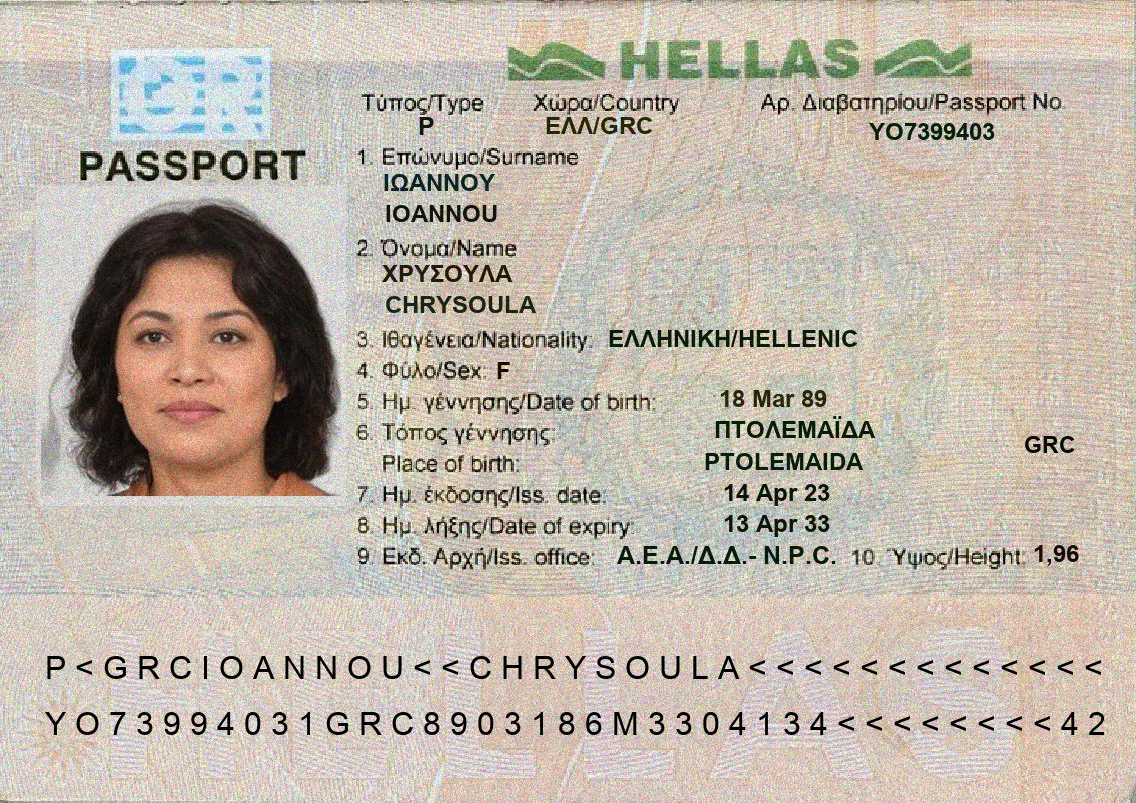 GR
HELLAS
PASSPORT
Τύπος/Type Χώρα/Country Αρ. Διαβατηρίου/Passport No
P ΕΛΛ/GRC YO7399403
1. Επώνυμο/Surname
ΙΩΑΝΝΟΥ
IOANNOU
2. Όνομα/Name
ΧΡΥΣΟΥΛΑ
CHRYSOULA
3. Ιθαγένεια/Nationality: ΕΛΛΗΝΙΚΗ/HELLENIC
4. Φύλο/Sex: F
5. Ημ. γέννησης/Date of birth: 18 Mar 89
6. Τόπος γέννησης: ΠΤΟΛΕΜΑΪΔΑ
Place of birth: PTOLEMAIDA GRC
7. Ημ. έκδοσης/Iss. date: 14 Apr 23
8. Ημ. λήξης/Date of expiry: 13 Apr 33
9 Εκδ. Αρχή/Iss. office: Α.Ε.Α./Δ.Δ.- N.P.C. 10. Ύψος/Height: 1,96
HELLAS
P<GRCIOANNOU<<CHRYSOULA<<<<<<<<<<<<<
YO73994031GRC8903186M3304134<<<<<<<<42